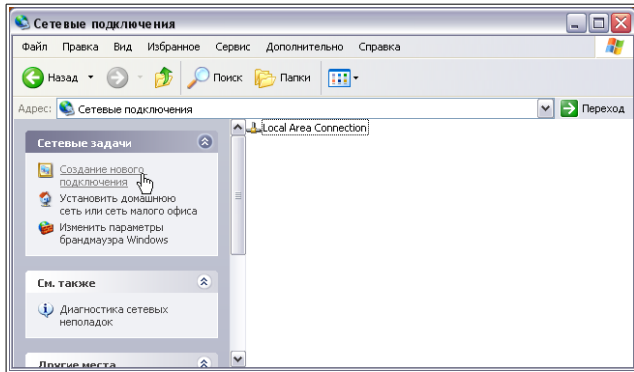 Сетевые подключения
Файл Правка Вид Избранное Сервис Дополнительно Справка
Назад Поиск Папки
Адрес: Сетевые подключения Переход
Сетевые задачи
Создание нового
подключения
Установить домашнюю
сеть или сеть малого офиса
Изменить параметры
брандмауэра Windows
См. также
Диагностика сетевых
неполадок
Другие места
Local Area Connection